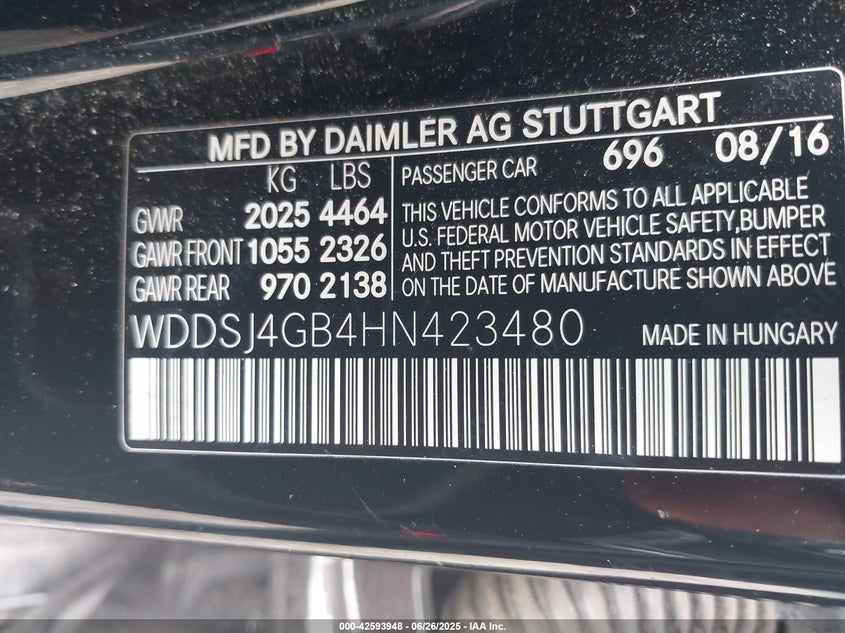 MFD BY DAIMLER AG STUTTGART
KG LBS
GVWR 2025 4464
GAWR FRONT 1055 2326
GAWR REAR 970 2138
PASSENGER CAR 696 08/16
THIS VEHICLE CONFORMS TO ALL APPLICABLE
U.S. FEDERAL MOTOR VEHICLE SAFETY,BUMPER
AND THEFT PREVENTION STANDARDS IN EFFECT
ON THE DATE OF MANUFACTURE SHOWN ABOVE
WDDSJ4GB4HN423480 MADE IN HUNGARY
000-42593948 - 06/26/2025 - IAA Inc.